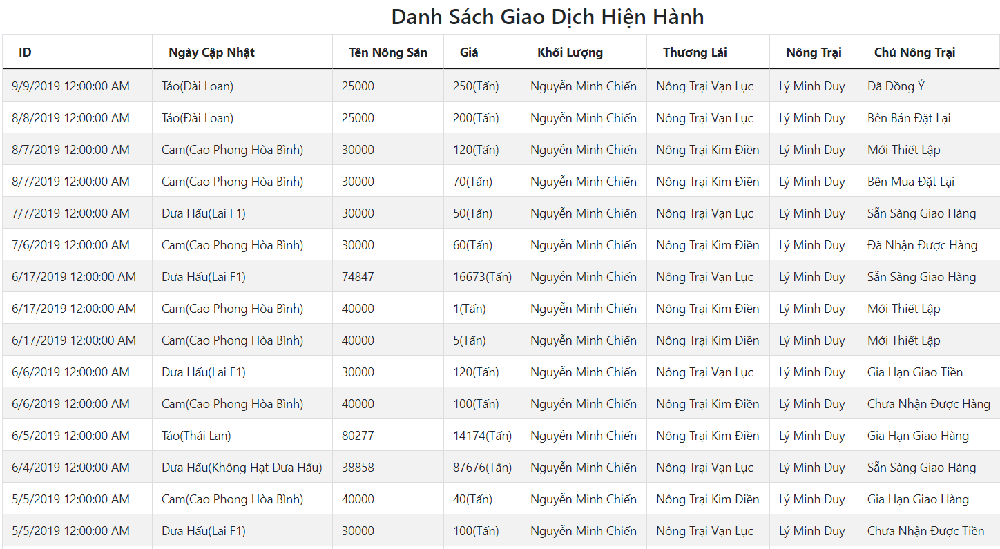 Danh Sách Giao Dịch Hiện Hành
ID Ngày Cập Nhật Tên Nông Sản Giá Khối Lượng Thương Lái Nông Trại Chủ Nông Trại
9/9/2019 12:00:00 AM Táo(Đài Loan) 25000 250(Tấn) Nguyễn Minh Chiến Nông Trại Vạn Lục Lý Minh Duy Đã Đồng Ý
8/8/2019 12:00:00 AM Táo(Đài Loan) 25000 200(Tấn) Nguyễn Minh Chiến Nông Trại Vạn Lục Lý Minh Duy Bên Bán Đặt Lại
8/7/2019 12:00:00 AM Cam(Cao Phong Hòa Bình) 30000 120(Tấn) Nguyễn Minh Chiến Nông Trại Kim Điền Lý Minh Duy Mới Thiết Lập
8/7/2019 12:00:00 AM Cam(Cao Phong Hòa Bình) 30000 70(Tấn) Nguyễn Minh Chiến Nông Trại Kim Điền Lý Minh Duy Bên Mua Đặt Lại
7/7/2019 12:00:00 AM Dưa Hấu(Lai F1) 30000 50(Tấn) Nguyễn Minh Chiến Nông Trại Vạn Lục Lý Minh Duy Sẵn Sàng Giao Hàng
7/6/2019 12:00:00 AM Cam(Cao Phong Hòa Bình) 30000 60(Tấn) Nguyễn Minh Chiến Nông Trại Kim Điền Lý Minh Duy Đã Nhận Được Hàng
6/17/2019 12:00:00 AM Dưa Hấu(Lai F1) 74847 16673(Tấn) Nguyễn Minh Chiến Nông Trại Vạn Lục Lý Minh Duy Sẵn Sàng Giao Hàng
6/17/2019 12:00:00 AM Cam(Cao Phong Hòa Bình) 40000 1(Tấn) Nguyễn Minh Chiến Nông Trại Kim Điền Lý Minh Duy Mới Thiết Lập
6/17/2019 12:00:00 AM Cam(Cao Phong Hòa Bình) 40000 5(Tấn) Nguyễn Minh Chiến Nông Trại Kim Điền Lý Minh Duy Mới Thiết Lập
6/6/2019 12:00:00 AM Dưa Hấu(Lai F1) 30000 120(Tấn) Nguyễn Minh Chiến Nông Trại Vạn Lục Lý Minh Duy Gia Hạn Giao Tiền
6/6/2019 12:00:00 AM Cam(Cao Phong Hòa Bình) 40000 100(Tấn) Nguyễn Minh Chiến Nông Trại Kim Điền Lý Minh Duy Chưa Nhận Được Hàng
6/5/2019 12:00:00 AM Táo(Thái Lan) 80277 14174(Tấn) Nguyễn Minh Chiến Nông Trại Kim Điền Lý Minh Duy Gia Hạn Giao Hàng
6/4/2019 12:00:00 AM Dưa Hấu(Không Hạt Dưa Hấu) 38858 87676(Tấn) Nguyễn Minh Chiến Nông Trại Vạn Lục Lý Minh Duy Sẵn Sàng Giao Hàng
5/5/2019 12:00:00 AM Cam(Cao Phong Hòa Bình) 40000 40(Tấn) Nguyễn Minh Chiến Nông Trại Kim Điền Lý Minh Duy Gia Hạn Giao Hàng
5/5/2019 12:00:00 AM Dưa Hấu(Lai F1) 30000 100(Tấn) Nguyễn Minh Chiến Nông Trại Vạn Lục Lý Minh Duy Chưa Nhận Được Tiền